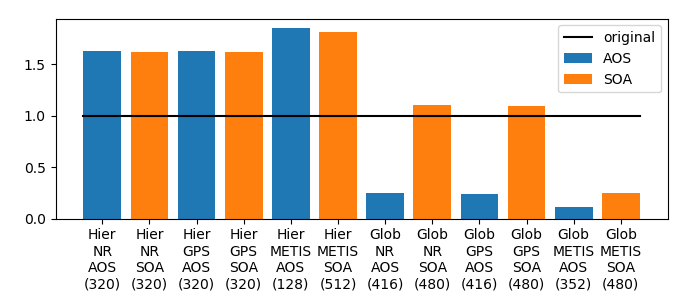 original
AOS
SOA
1.5
1.0
0.5
0.0
Hier Hier Hier Hier Hier Hier Glob Glob Glob Glob Glob Glob
NR NR GPS GPS METIS METIS NR NR GPS GPS METIS METIS
AOS SOA AOS SOA AOS SOA AOS SOA AOS SOA AOS SOA
(320) (320) (320) (320) (128) (512) (416) (480) (416) (480) (352) (480)